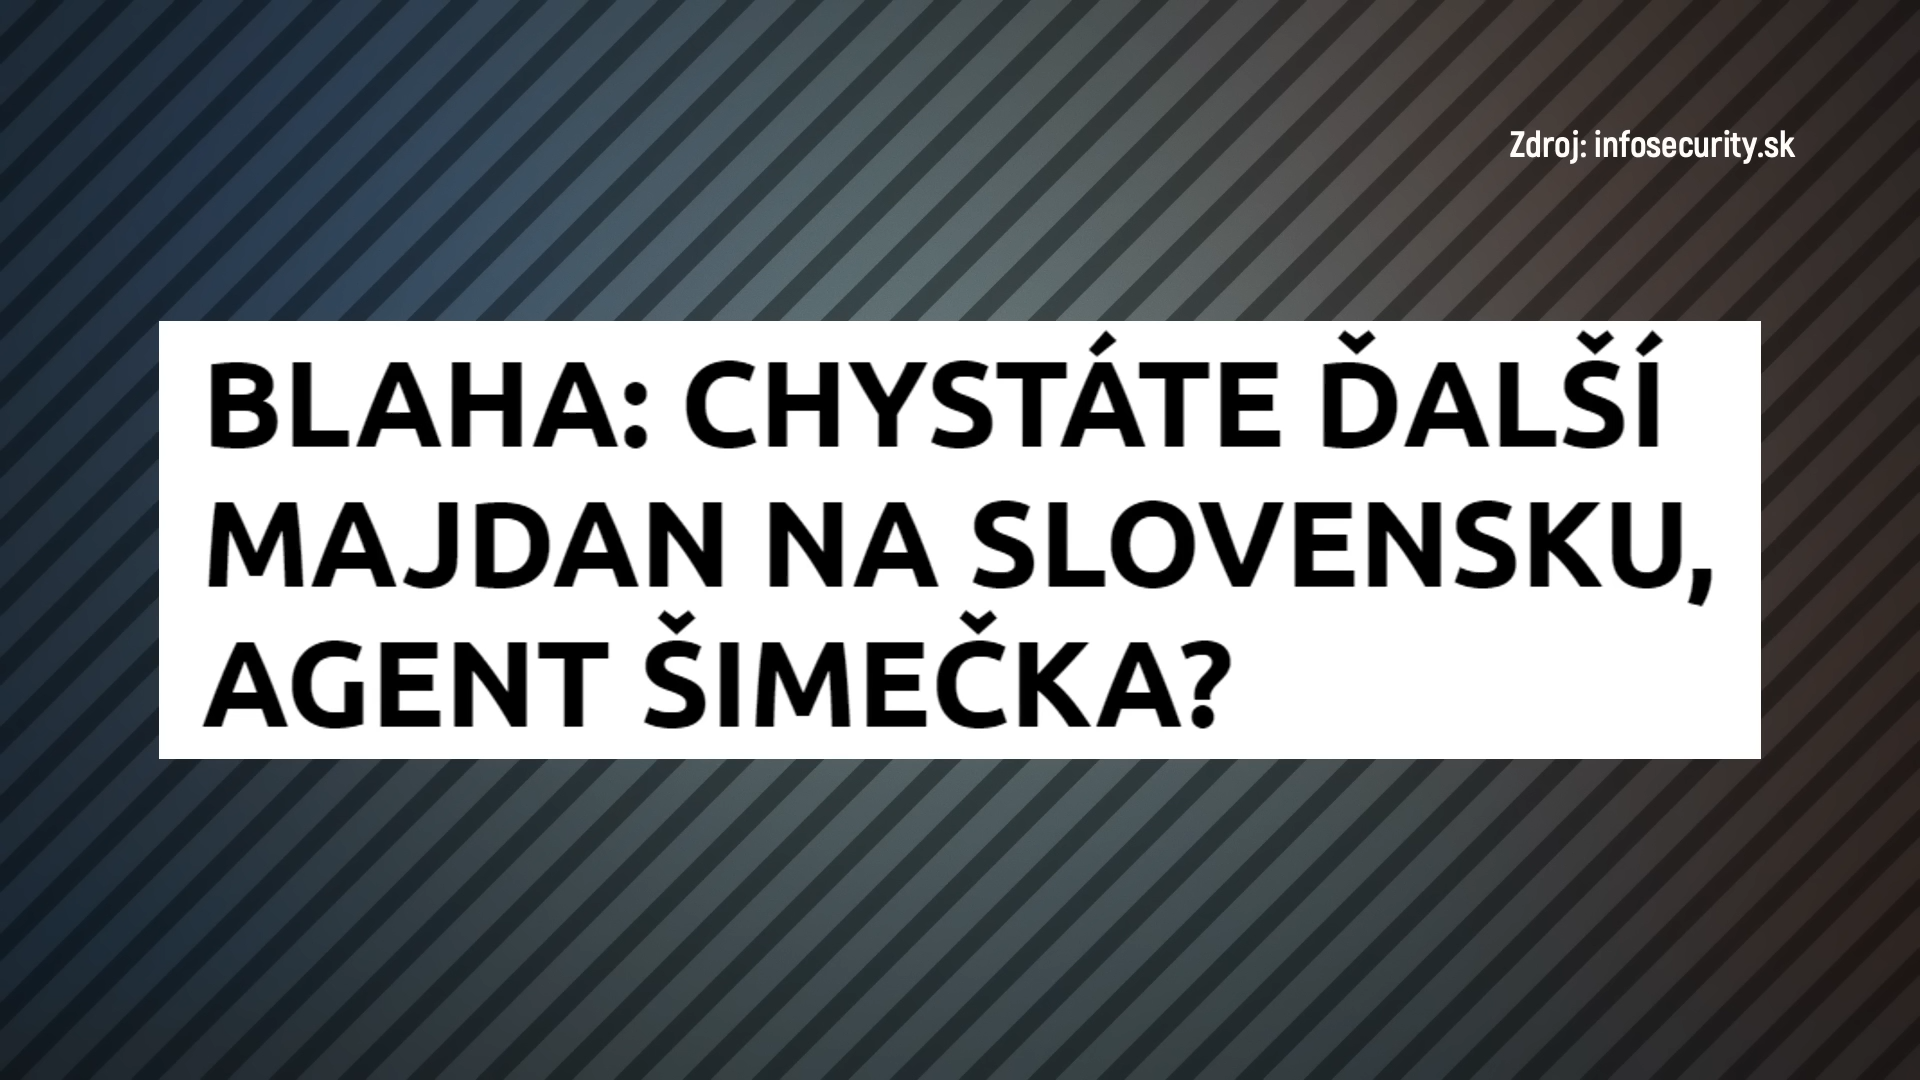 Zdroj: infosecurity.sk
BLAHA: CHYSTÁTE ĎALŠÍ
MAJDAN NA SLOVENSKU,
AGENT ŠIMEČKA?